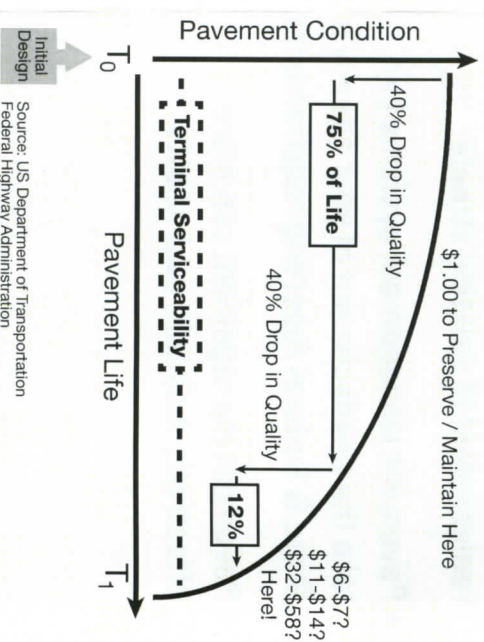 Pavement Condition
$1.00 to Preserve / Maintain Here
40% Drop in Quality
75% of Life
40% Drop in Quality
12%
$6-$7?
$11-$14?
$32-$58?
Here!
Terminal Serviceability
T0
T1
Pavement Life
Initial
Design
Source: US Department of Transportation
Federal Highway Administration